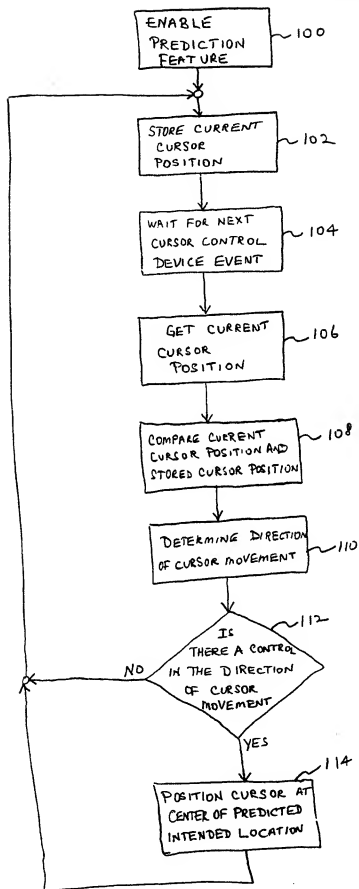 ENABLE
PREDICTION
FEATURE
100
STORE CURRENT
CURSOR
POSITION
102
WAIT FOR NEXT
CURSOR CONTROL
DEVICE EVENT
104
GET CURRENT
CURSOR
POSITION
106
COMPARE CURRENT
CURSOR POSITION AND
STORED CURSOR POSITION
108
DETERMINE DIRECTION
OF CURSOR MOVEMENT
110
IS
THERE A CONTROL
IN THE DIRECTION
OF CURSOR
MOVEMENT
112
NO
YES
POSITION CURSOR AT
CENTER OF PREDICTED
INTENDED LOCATION
114